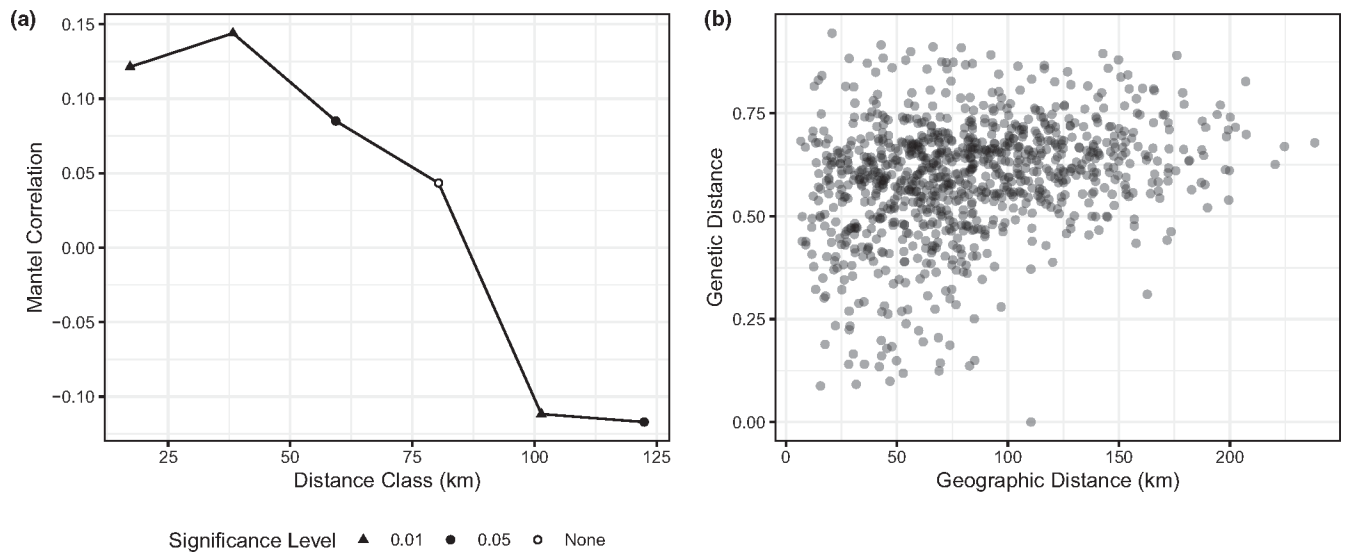 (a)
0.15
0.10
0.05
0.00
−0.05
−0.10
Mantel Correlation
25 50 75 100 125
Distance Class (km)
Significance Level 0.01 0.05 None
(b)
0.75
0.50
0.25
0.00
Genetic Distance
0 50 100 150 200
Geographic Distance (km)